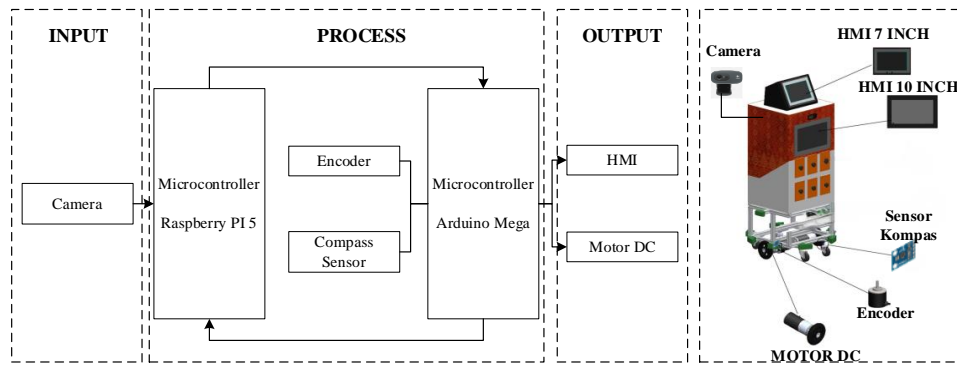 INPUT
PROCESS
OUTPUT
Camera
Microcontroller
Raspberry PI 5
Encoder
Compass
Sensor
Microcontroller
Arduino Mega
HMI
Motor DC
Camera
HMI 7 INCH
HMI 10 INCH
Sensor
Kompas
Encoder
MOTOR DC